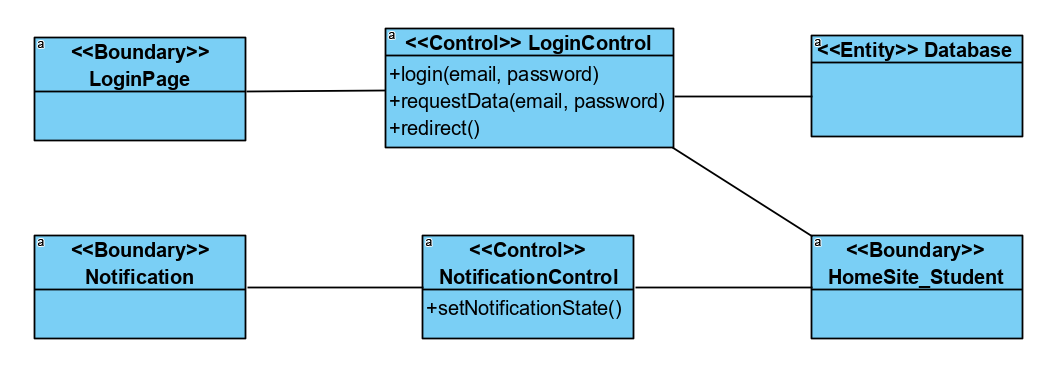 a
<<Boundary>>
LoginPage
a
<<Control>> LoginControl
+login(email, password)
+requestData(email, password)
+redirect()
a
<<Entity>> Database
a
<<Boundary>>
Notification
a
<<Control>>
NotificationControl
+setNotificationState()
a
<<Boundary>>
HomeSite_Student